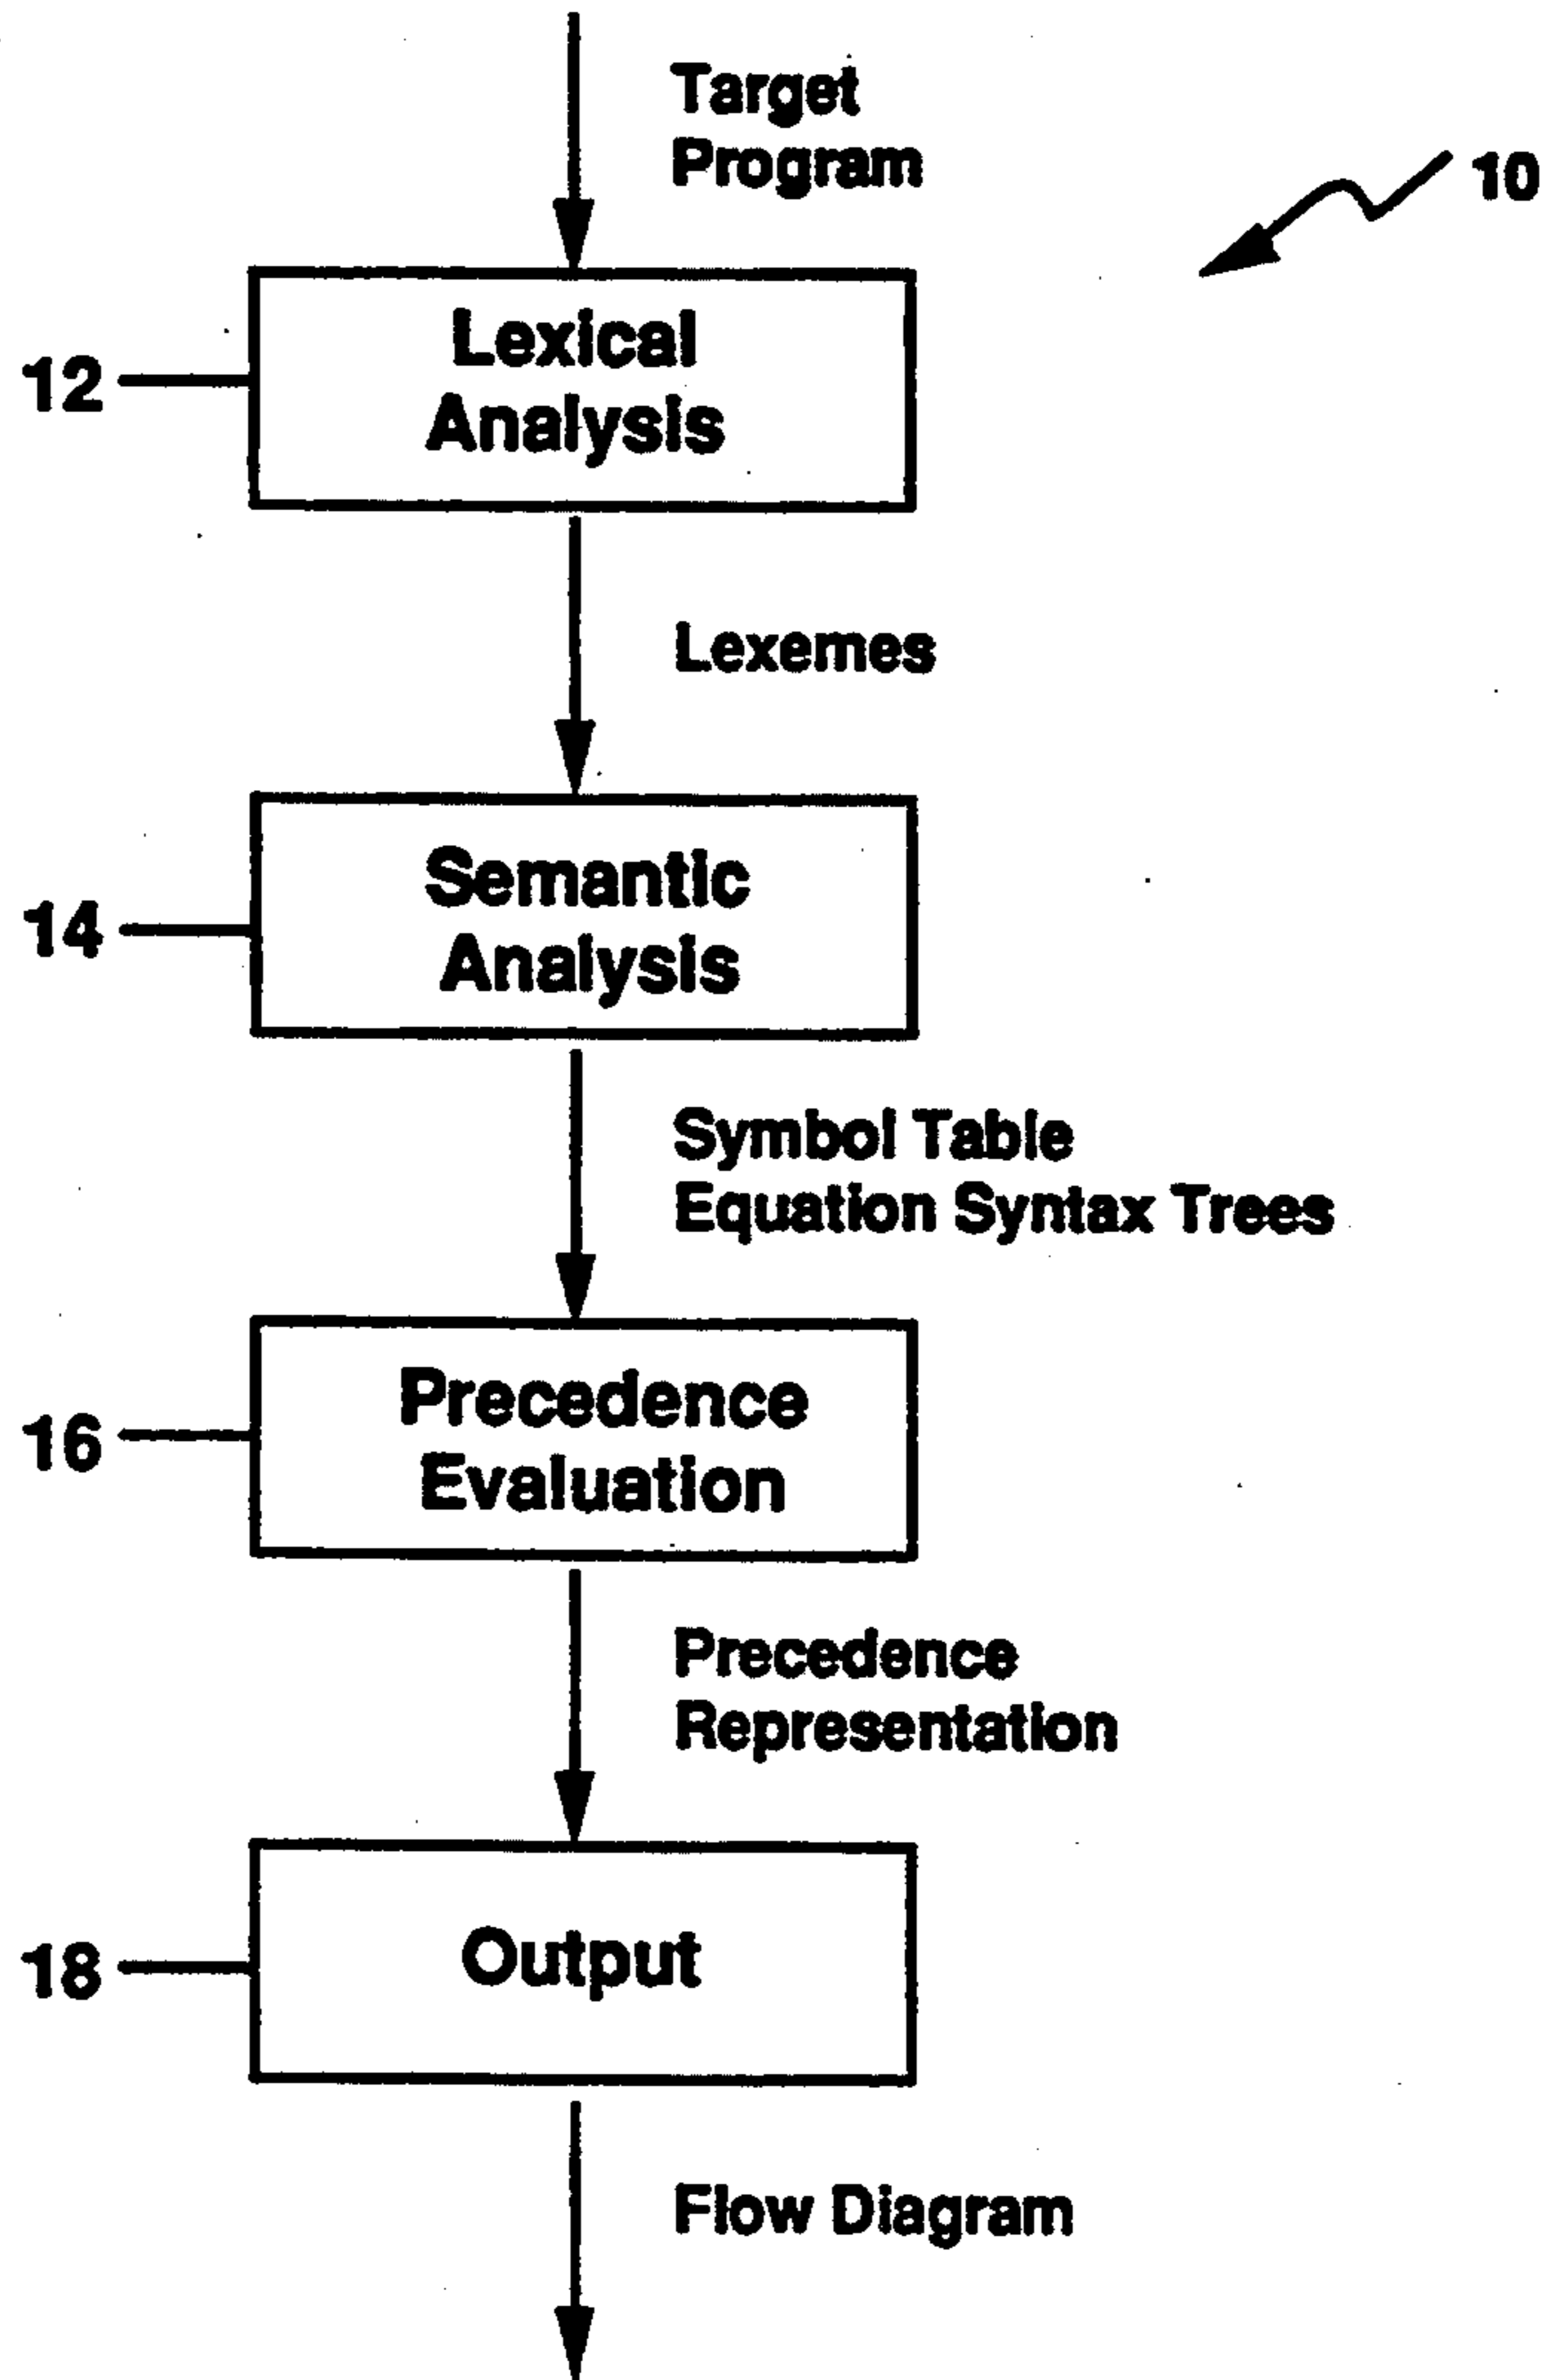 Target
Program
10
Lexical
Analysis
12
Lexemes
Semantic
Analysis
14
Symbol Table
Equation Syntax Trees
Precedence
Evaluation
16
Precedence
Representation
Output
18
Flow Diagram